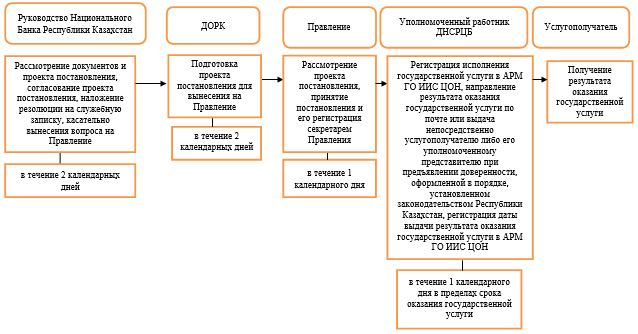 Руководство Национального
Банка Республики Казахстан
ДОРК
Правление
Уполномоченный работник
ДНСРЦБ
Услугополучатель
Рассмотрение документов и
проекта постановления,
согласование проекта
постановления, наложение
резолюции на служебную
записку, касательно
вынесения вопроса на
Правление
в течение 2 календарных
дней
Подготовка
проекта
постановления для
вынесения на
Правление
в течение 2
календарных дней
Рассмотрение
проекта
постановления,
принятие
постановления и
его регистрация
секретарем
Правления
в течение 1
календарного дня
Регистрация исполнения
государственной услуги в АРМ
ГО ИИС ЦОН, направление
результата оказания
государственной услуги по
почте или выдача
непосредственно
услугополучателю либо его
уполномоченному
представителю при
предъявлении доверенности,
оформленной в порядке,
установленном
законодательством Республики
Казахстан, регистрация даты
выдачи результата оказания
государственной услуги в АРМ
ГО ИИС ЦОН
в течение 1 календарного
дня в пределах срока
оказания государственной
услуги
Получение
результата
оказания
государственной
услуги